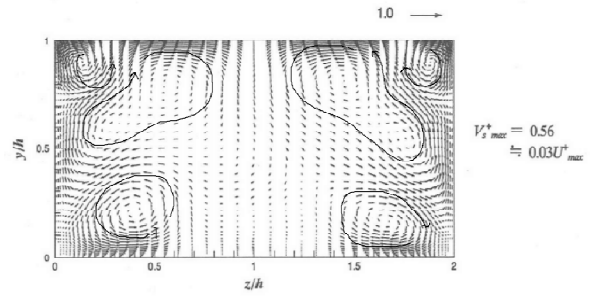 1.0
1
y/h
0.5
0
0 0.5 1 1.5 2
z/h
V⁺ₛ ₘₐₓ = 0.56
≒ 0.03U⁺ₘₐₓ